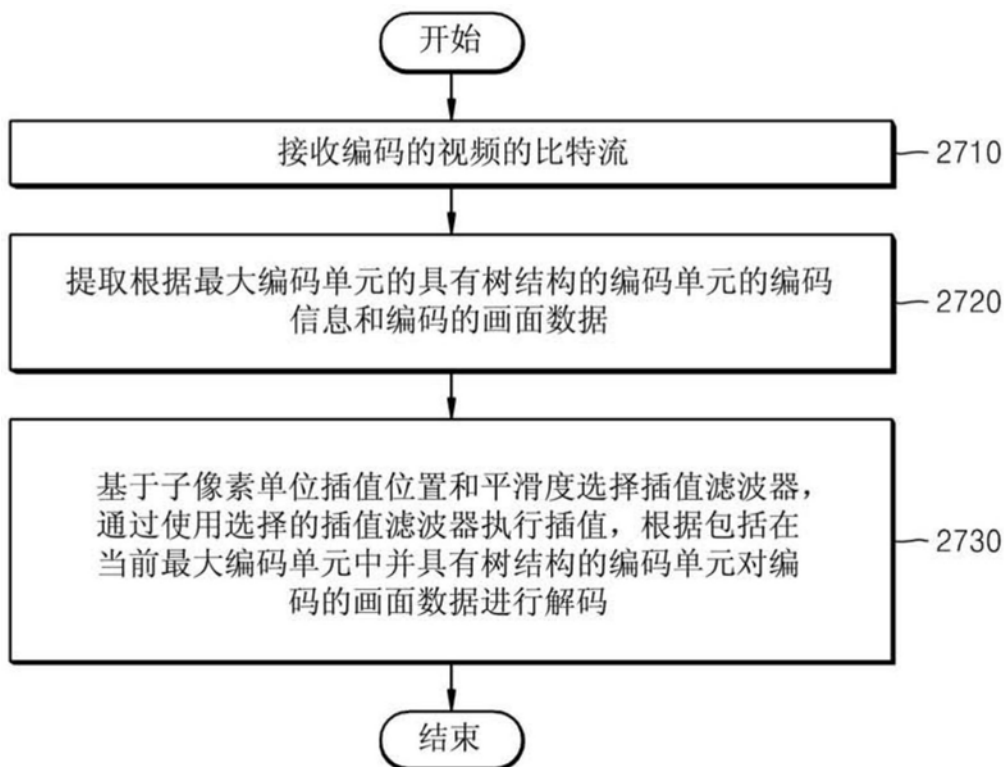 开始
接收编码的视频的比特流
2710
提取根据最大编码单元的具有树结构的编码单元的编码
信息和编码的画面数据
2720
基于子像素单位插值位置和平滑度选择插值滤波器，
通过使用选择的插值滤波器执行插值，根据包括在
当前最大编码单元中并具有树结构的编码单元对编
码的画面数据进行解码
2730
结束